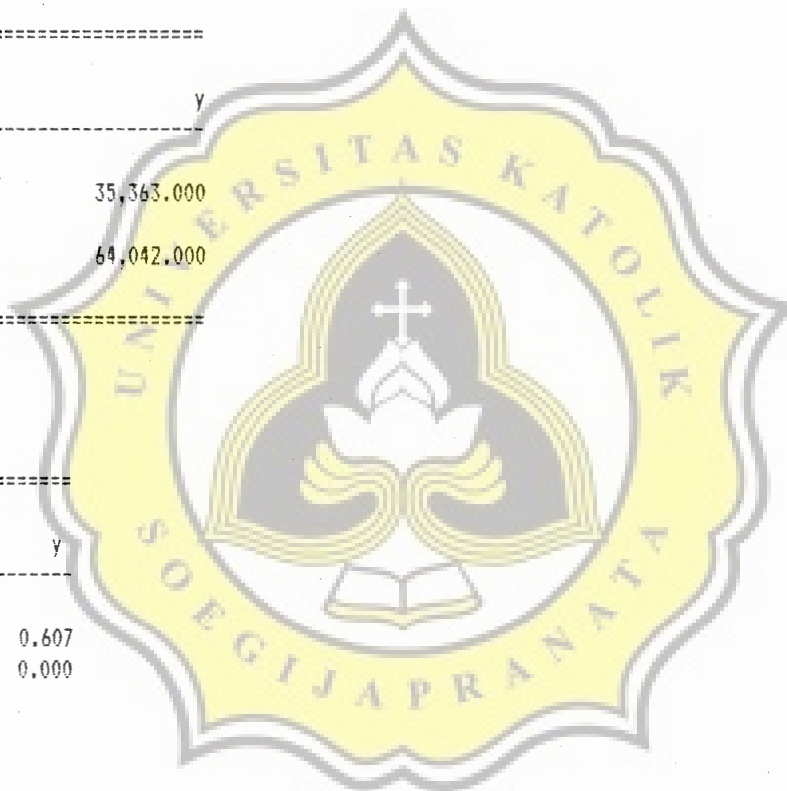 ==========================
y
--------------------------
35,363.000
64,042.000
==========================
=========
y
---------
0.607
0.000
UNIVERSITAS KATOLIK
SOEGIJAPRANATA